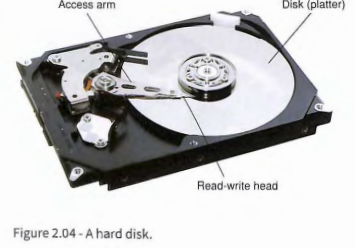 Access arm
Disk (platter)
Read-write head
Figure 2.04 - A hard disk.